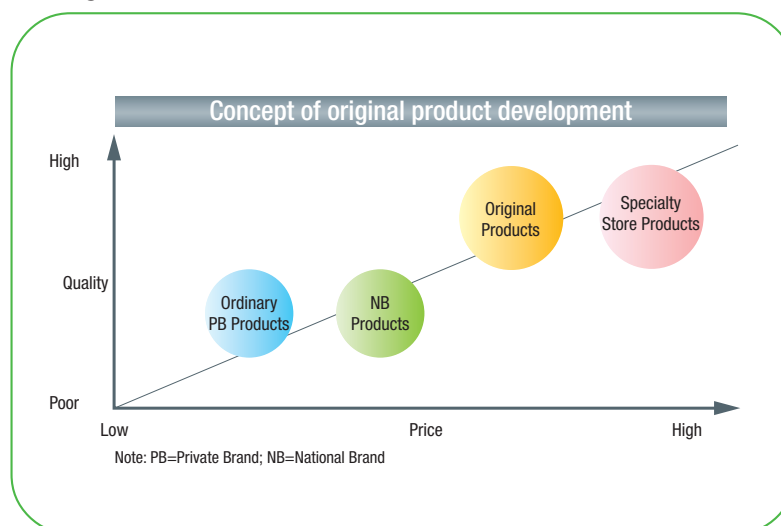 Concept of original product development
High
Original
Products
Specialty
Store Products
Quality
Ordinary
PB Products
NB
Products
Poor
Low
Price
High
Note: PB=Private Brand; NB=National Brand